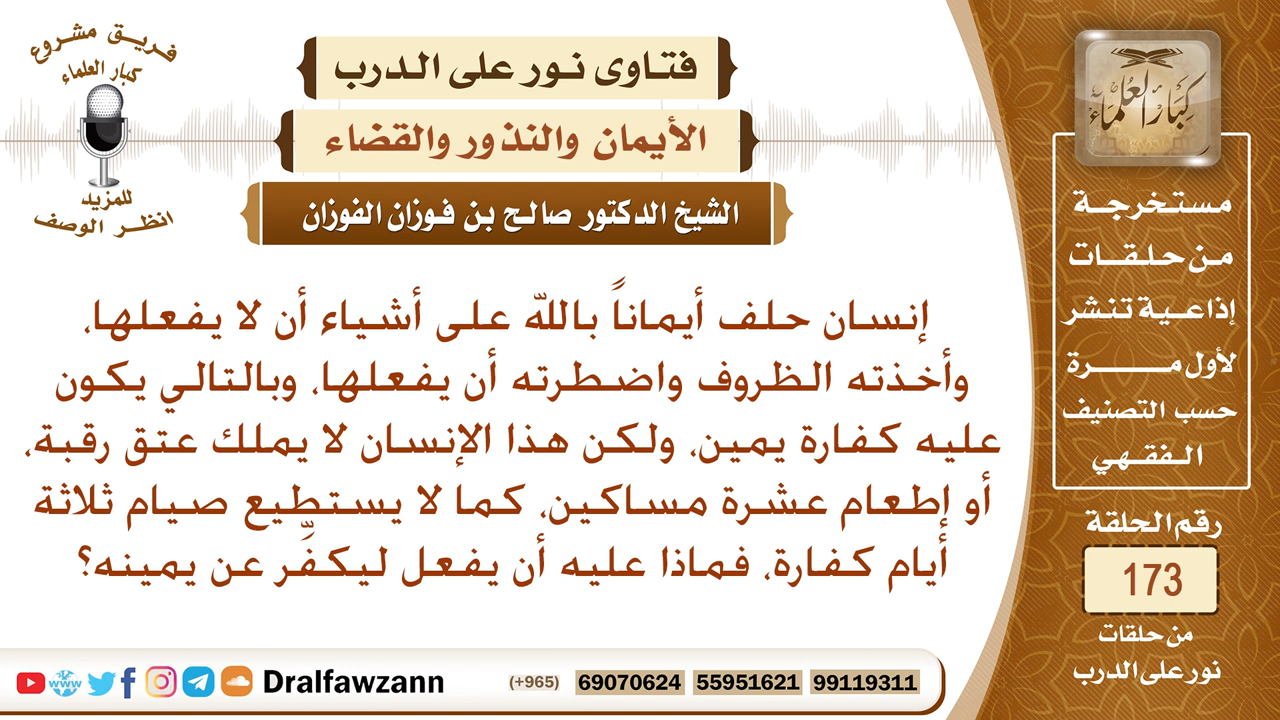 فريق مشروع
كبار العلماء
للمزيد
انظر الوصف
فتاوى نور على الدرب
الأيمان والنذور والقضاء
الشيخ الدكتور صالح بن فوزان الفوزان
إنسان حلف أيماناً بالله على أشياء أن لا يفعلها،
وأخذته الظروف واضطرته أن يفعلها، وبالتالي يكون
عليه كفارة يمين، ولكن هذا الإنسان لا يملك عتق رقبة،
أو إطعام عشرة مساكين، كما لا يستطيع صيام ثلاثة
أيام كفارة، فماذا عليه أن يفعل ليكفِّر عن يمينه؟
كبار العلماء
مستخرجة
من حلقات
إذاعية تنشر
لأول مرة
حسب التصنيف
الفقهي
رقم الحلقة
173
من حلقات
نور على الدرب
www Dralfawzann (+965) 69070624 55951621 99119311